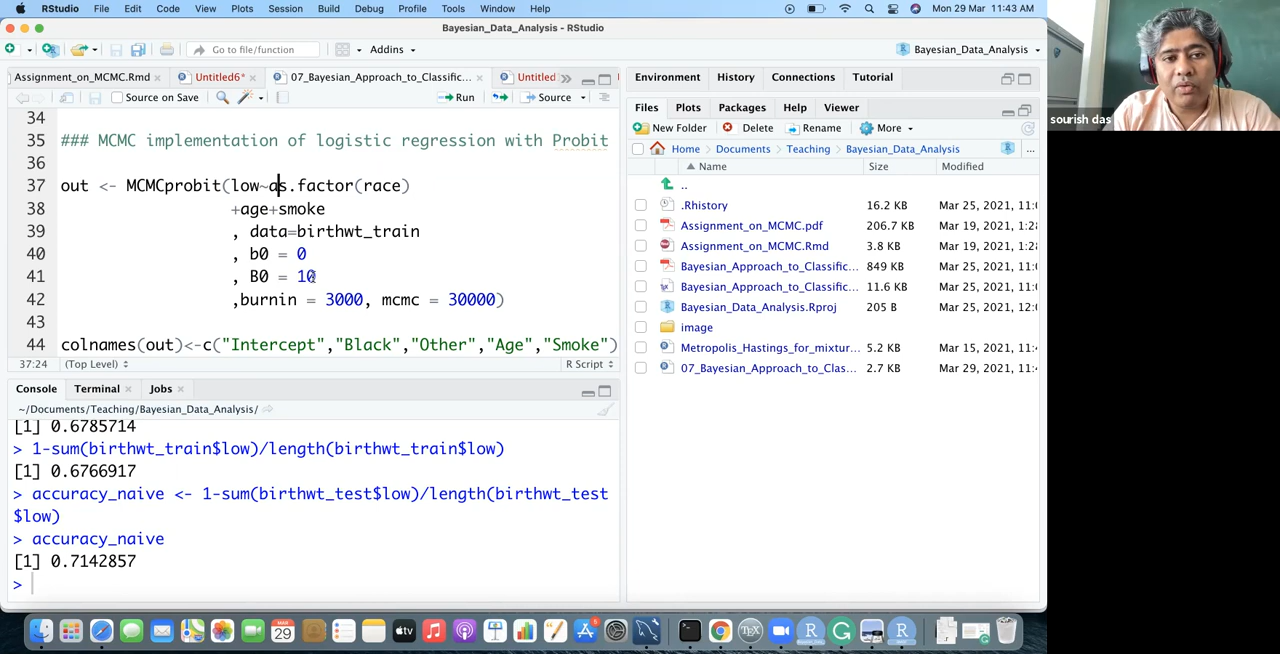 RStudio File Edit Code View Plots Session Build Debug Profile Tools Window Help Mon 29 Mar 11:43 AM
Bayesian_Data_Analysis - RStudio
Go to file/function Addins Bayesian_Data_Analysis
Assignment_on_MCMC.Rmd Untitled6* 07_Bayesian_Approach_to_Classific... Untitled
Source on Save Run Source
34
35 ### MCMC implementation of logistic regression with Probit
36
37 out <- MCMCprobit(low~as.factor(race)
38 +age+smoke
39 , data=birthwt_train
40 , b0 = 0
41 , B0 = 10
42 ,burnin = 3000, mcmc = 30000)
43
44 colnames(out)<-c("Intercept","Black","Other","Age","Smoke")
37:24 (Top Level) R Script
Console Terminal Jobs
~/Documents/Teaching/Bayesian_Data_Analysis/
[1] 0.6785714
> 1-sum(birthwt_train$low)/length(birthwt_train$low)
[1] 0.6766917
> accuracy_naive <- 1-sum(birthwt_test$low)/length(birthwt_test
$low)
> accuracy_naive
[1] 0.7142857
>
Environment History Connections Tutorial
Files Plots Packages Help Viewer
New Folder Delete Rename More
Home Documents Teaching Bayesian_Data_Analysis ...
Name Size Modified
..
.Rhistory 16.2 KB Mar 25, 2021, 11:0
Assignment_on_MCMC.pdf 206.7 KB Mar 19, 2021, 1:28
Assignment_on_MCMC.Rmd 3.8 KB Mar 19, 2021, 1:28
Bayesian_Approach_to_Classific... 849 KB Mar 25, 2021, 11:4
Bayesian_Approach_to_Classific... 11.6 KB Mar 25, 2021, 11:4
Bayesian_Data_Analysis.Rproj 205 B Mar 25, 2021, 12:0
image
Metropolis_Hastings_for_mixtur... 5.2 KB Mar 15, 2021, 11:4
07_Bayesian_Approach_to_Clas... 2.7 KB Mar 29, 2021, 11:4
sourish das
29